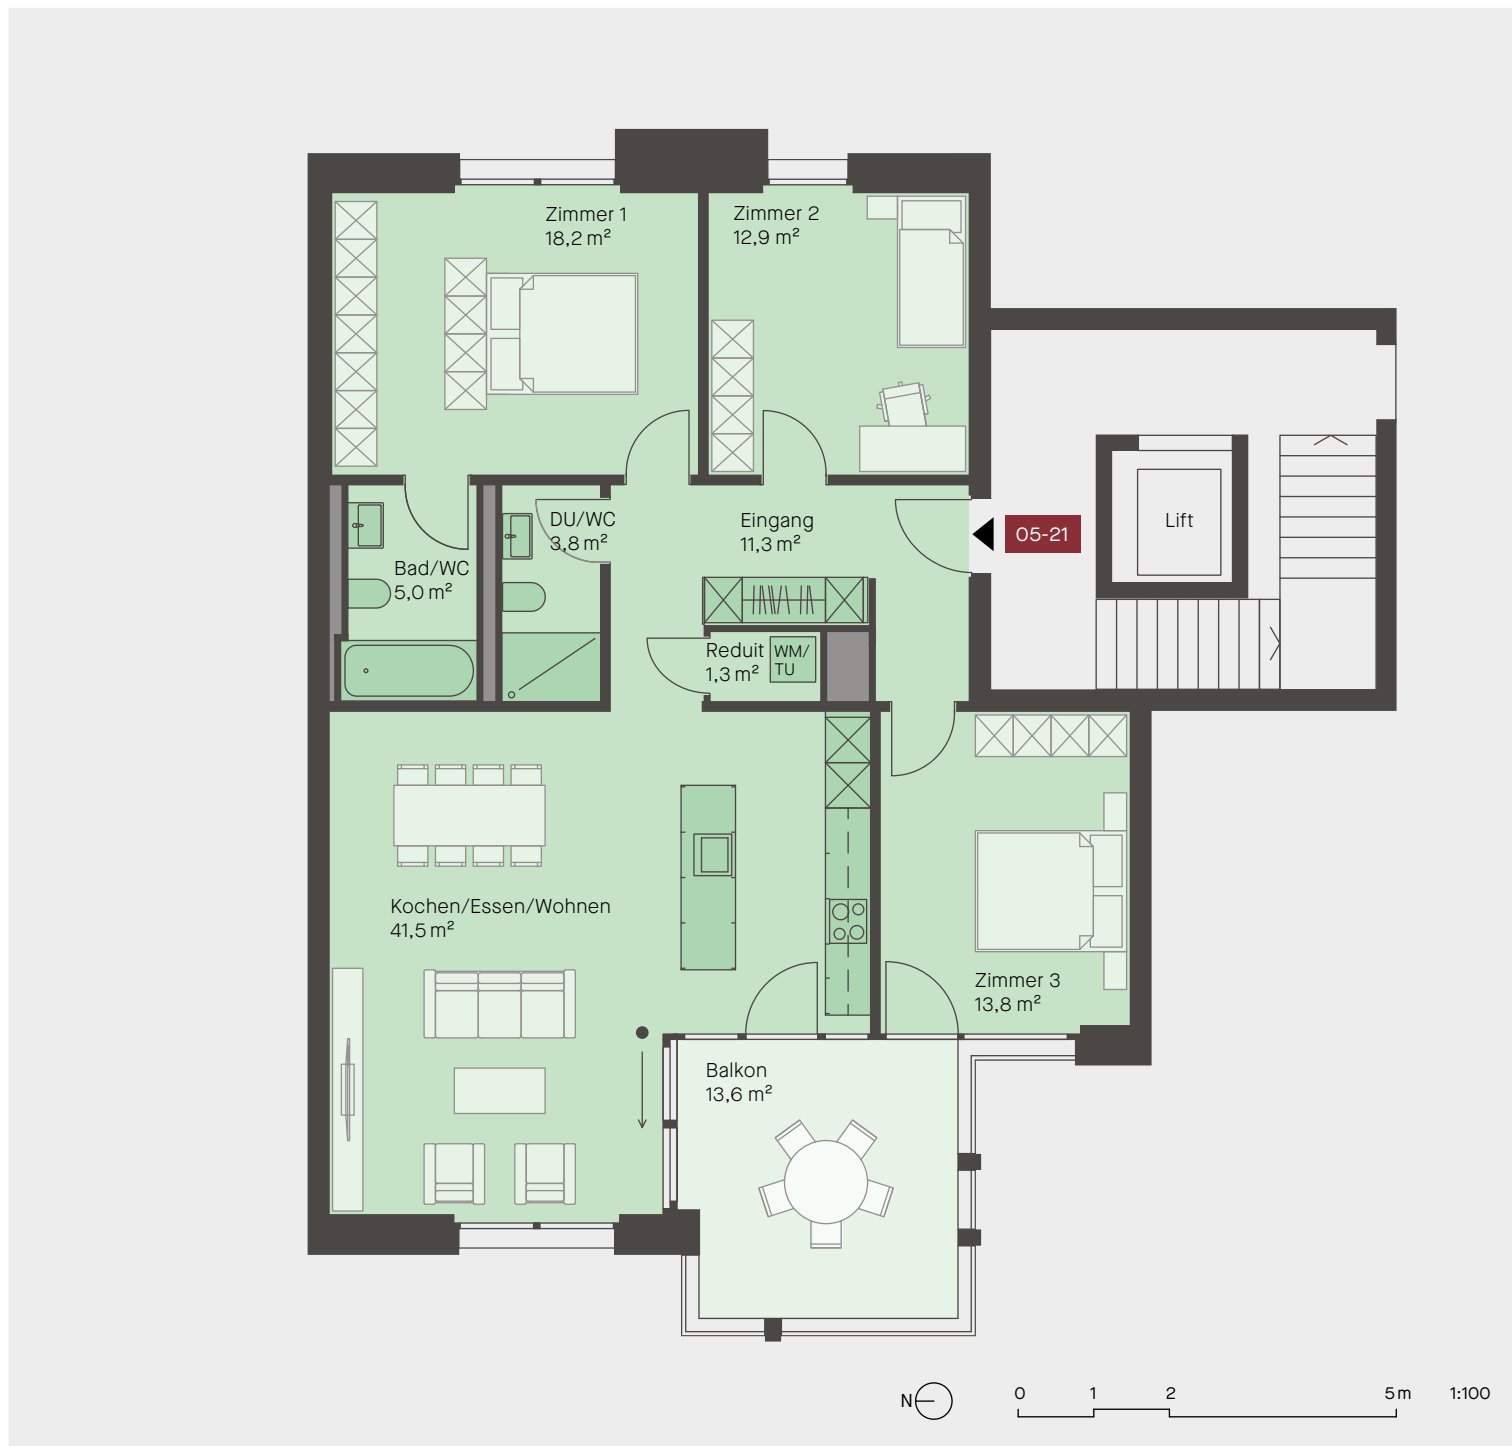 Zimmer 1
18,2 m²
Zimmer 2
12,9 m²
DU/WC
3,8 m²
Eingang
11,3 m²
05-21
Lift
Bad/WC
5,0 m²
Reduit
1,3 m²
WM/
TU
Kochen/Essen/Wohnen
41,5 m²
Zimmer 3
13,8 m²
Balkon
13,6 m²
N
0 1 2 5 m 1:100